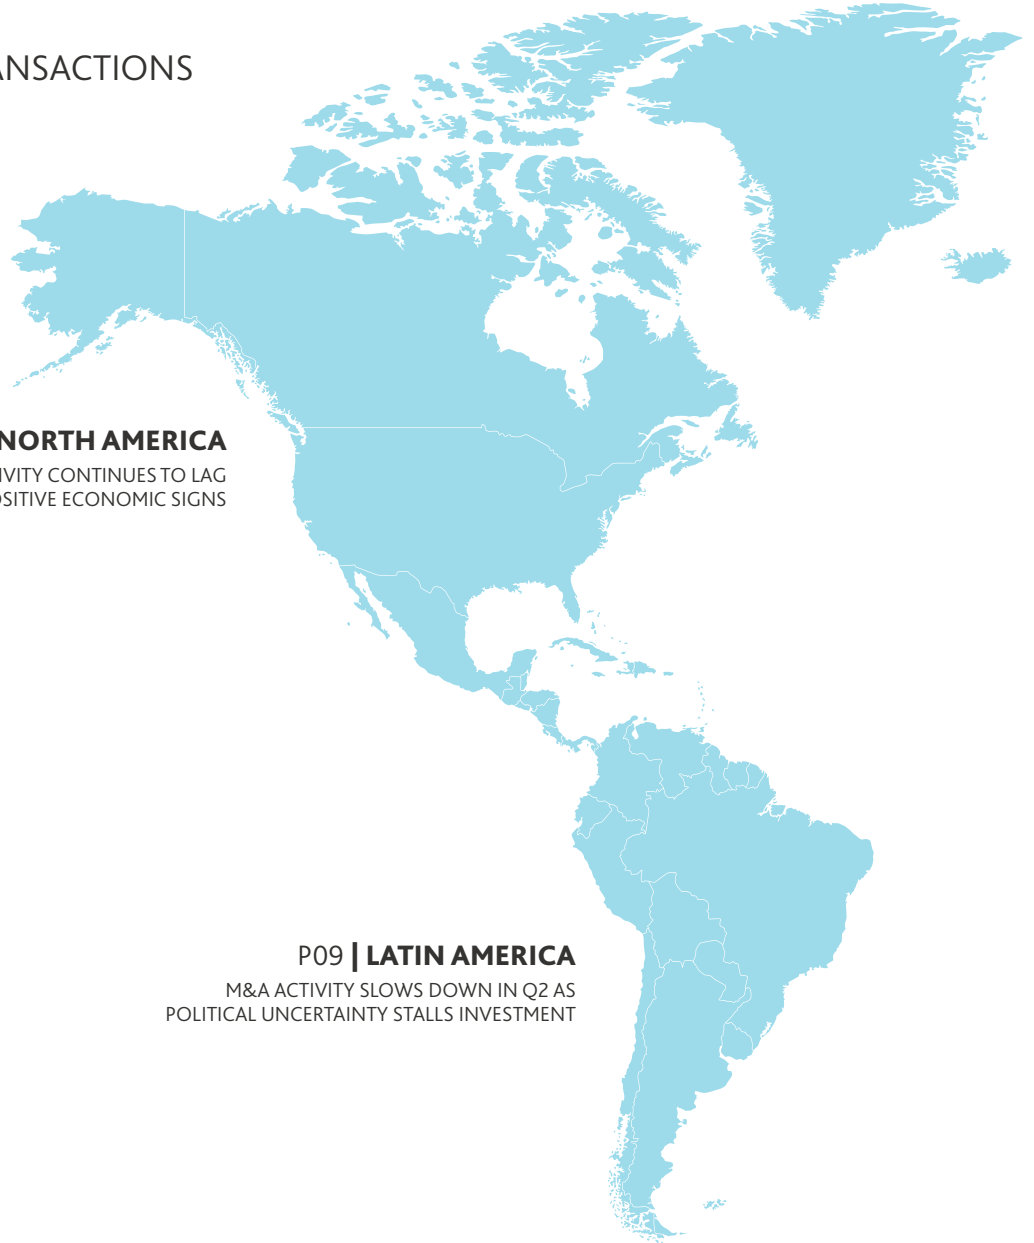 ANSACTIONS
NORTH AMERICA
IVITY CONTINUES TO LAG
OSITIVE ECONOMIC SIGNS
P09 | LATIN AMERICA
M&A ACTIVITY SLOWS DOWN IN Q2 AS
POLITICAL UNCERTAINTY STALLS INVESTMENT